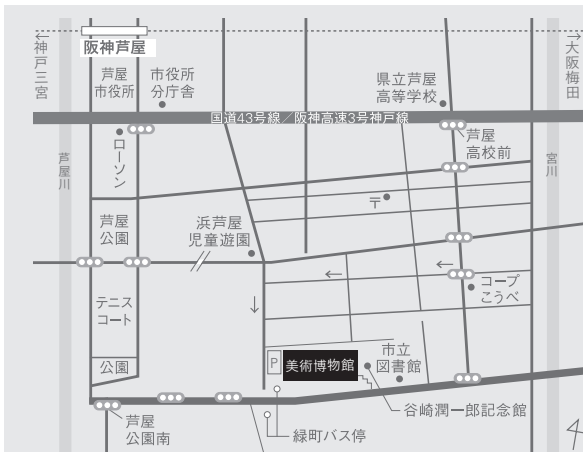 神戸三宮
阪神芦屋
大阪梅田
芦屋
市役所
市役所
分庁舎
県立芦屋
高等学校
国道43号線／阪神高速3号神戸線
ローソン
芦屋
高校前
芦屋川
宮川
〒
芦屋
公園
浜芦屋
児童遊園
コープ
こうべ
テニス
コート
公園
P
美術博物館
市立
図書館
谷崎潤一郎記念館
芦屋
公園南
緑町バス停
4